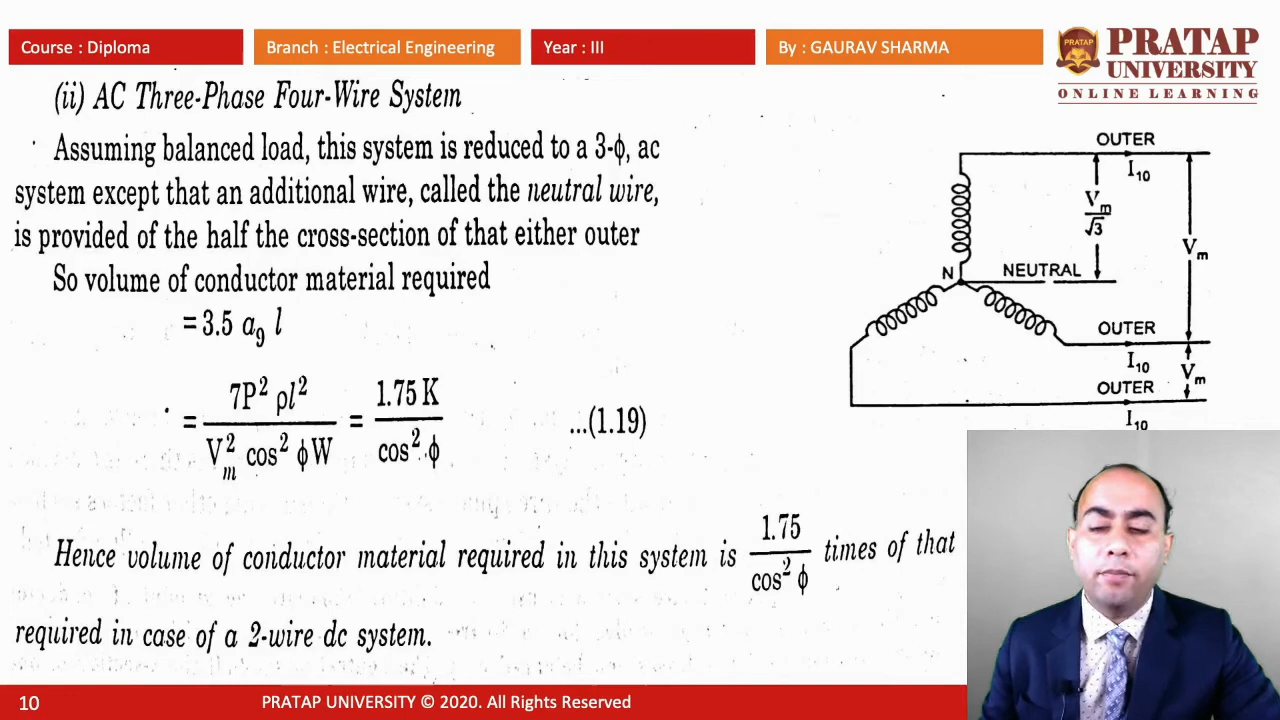 Course : Diploma
Branch : Electrical Engineering
Year : III
By : GAURAV SHARMA
PRATAP
PRATAP
UNIVERSITY
ONLINE LEARNING
(ii) AC Three-Phase Four-Wire System
Assuming balanced load, this system is reduced to a 3-ϕ, ac
system except that an additional wire, called the neutral wire,
is provided of the half the cross-section of that either outer
So volume of conductor material required
= 3.5 a₉ l
= 7P² ρl² / V²ₘ cos² ϕW = 1.75 K / cos² ϕ ...(1.19)
Hence volume of conductor material required in this system is 1.75 / cos² ϕ times of that
required in case of a 2-wire dc system.
OUTER
I₁₀
Vₘ / √3
Vₘ
N NEUTRAL
OUTER
I₁₀
Vₘ
OUTER
I₁₀
10
PRATAP UNIVERSITY © 2020. All Rights Reserved